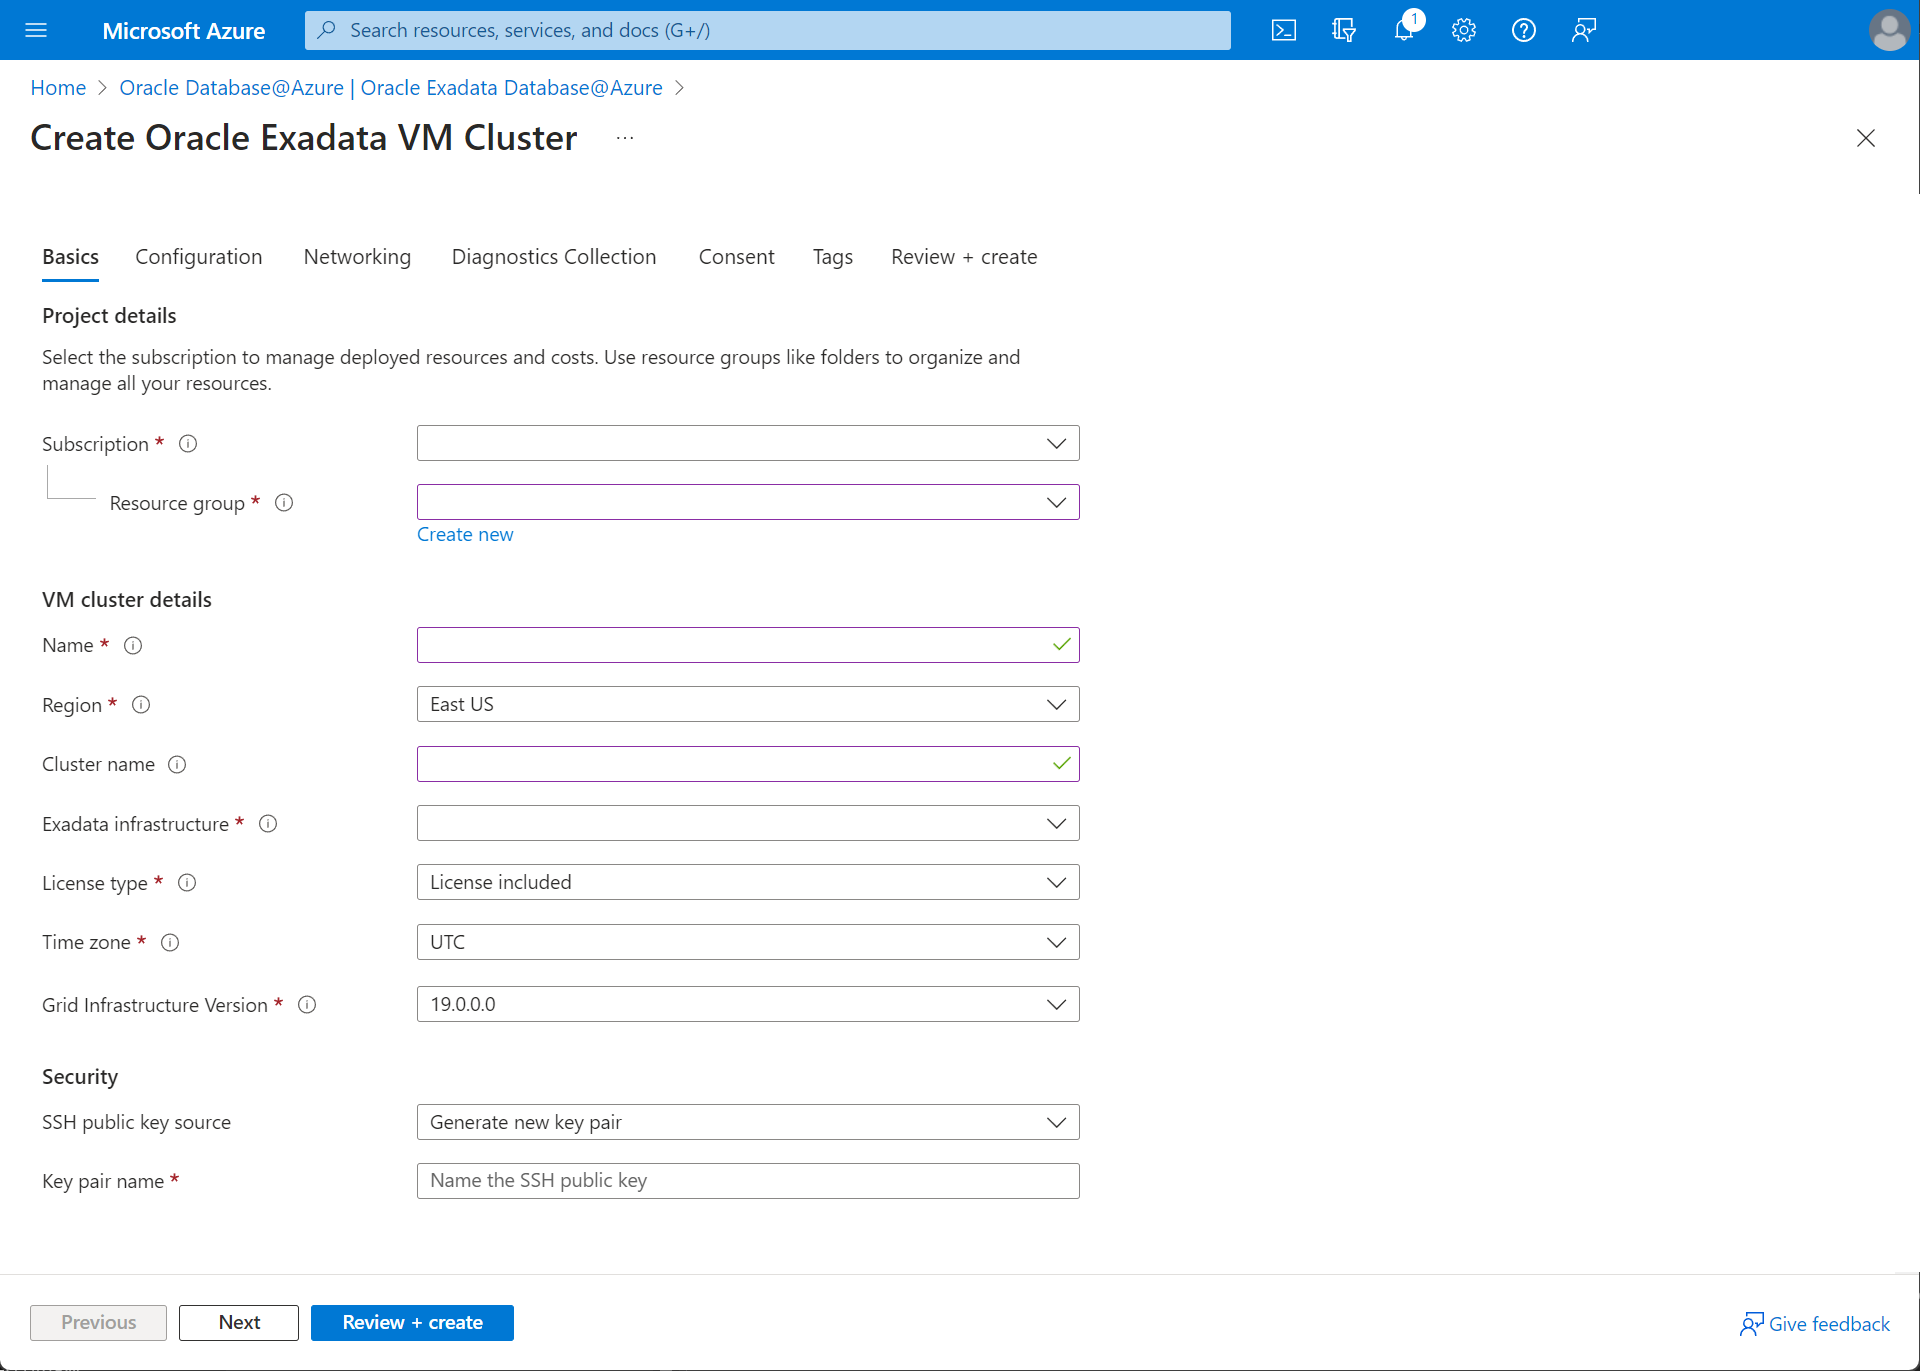 Microsoft Azure
Search resources, services, and docs (G+/)
1
Home > Oracle Database@Azure | Oracle Exadata Database@Azure >
Create Oracle Exadata VM Cluster ...
Basics Configuration Networking Diagnostics Collection Consent Tags Review + create
Project details
Select the subscription to manage deployed resources and costs. Use resource groups like folders to organize and
manage all your resources.
Subscription *
Resource group *
Create new
VM cluster details
Name *
Region * East US
Cluster name
Exadata infrastructure *
License type * License included
Time zone * UTC
Grid Infrastructure Version * 19.0.0.0
Security
SSH public key source Generate new key pair
Key pair name * Name the SSH public key
Previous Next Review + create Give feedback